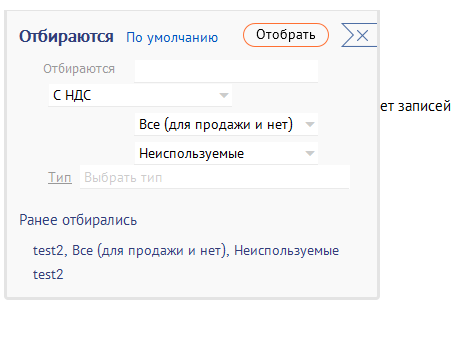 Отбираются По умолчанию Отобрать
Отбираются
С НДС
ет записей
Все (для продажи и нет)
Неиспользуемые
Тип Выбрать тип
Ранее отбирались
test2, Все (для продажи и нет), Неиспользуемые
test2